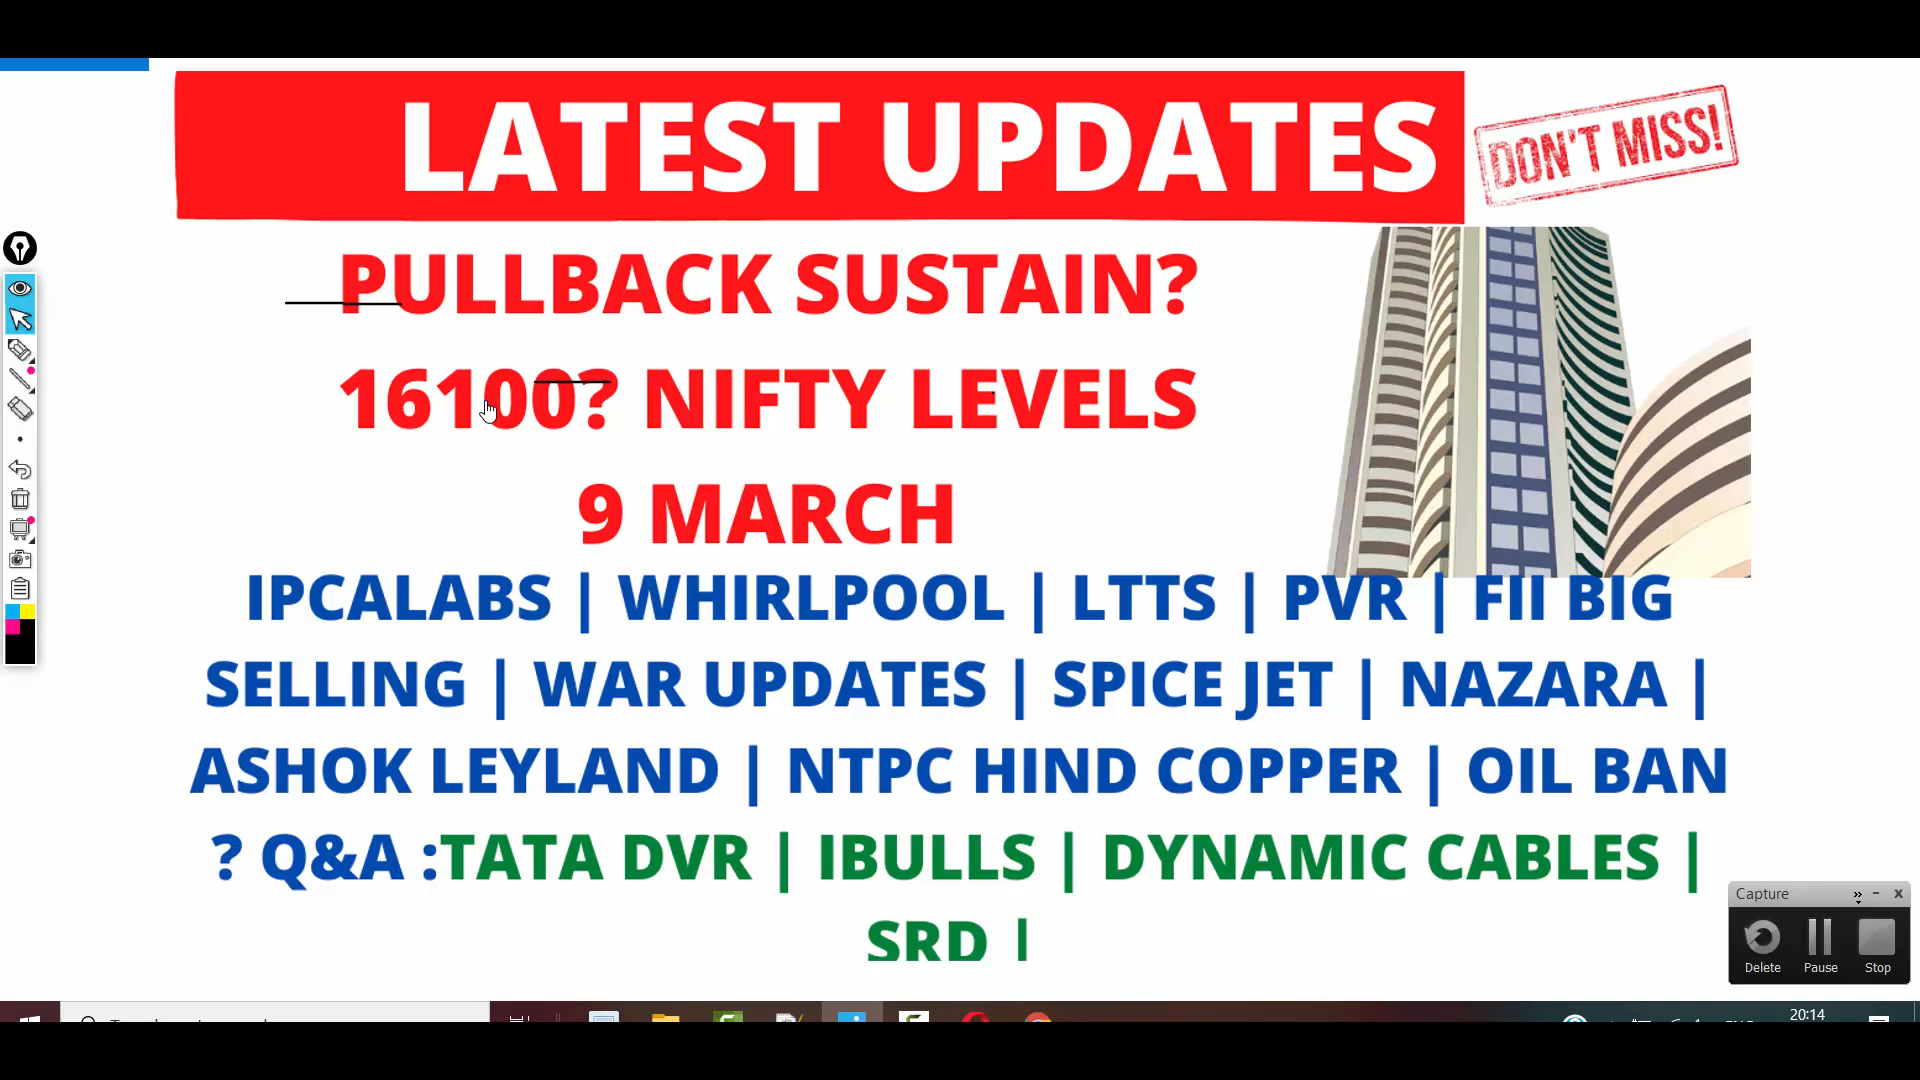 LATEST UPDATES
DON'T MISS!
PULLBACK SUSTAIN?
16100? NIFTY LEVELS
9 MARCH
IPCALABS | WHIRLPOOL | LTTS | PVR | FII BIG
SELLING | WAR UPDATES | SPICE JET | NAZARA |
ASHOK LEYLAND | NTPC HIND COPPER | OIL BAN
? Q&A :TATA DVR | IBULLS | DYNAMIC CABLES |
SRD |
Capture
Delete Pause Stop
20:14